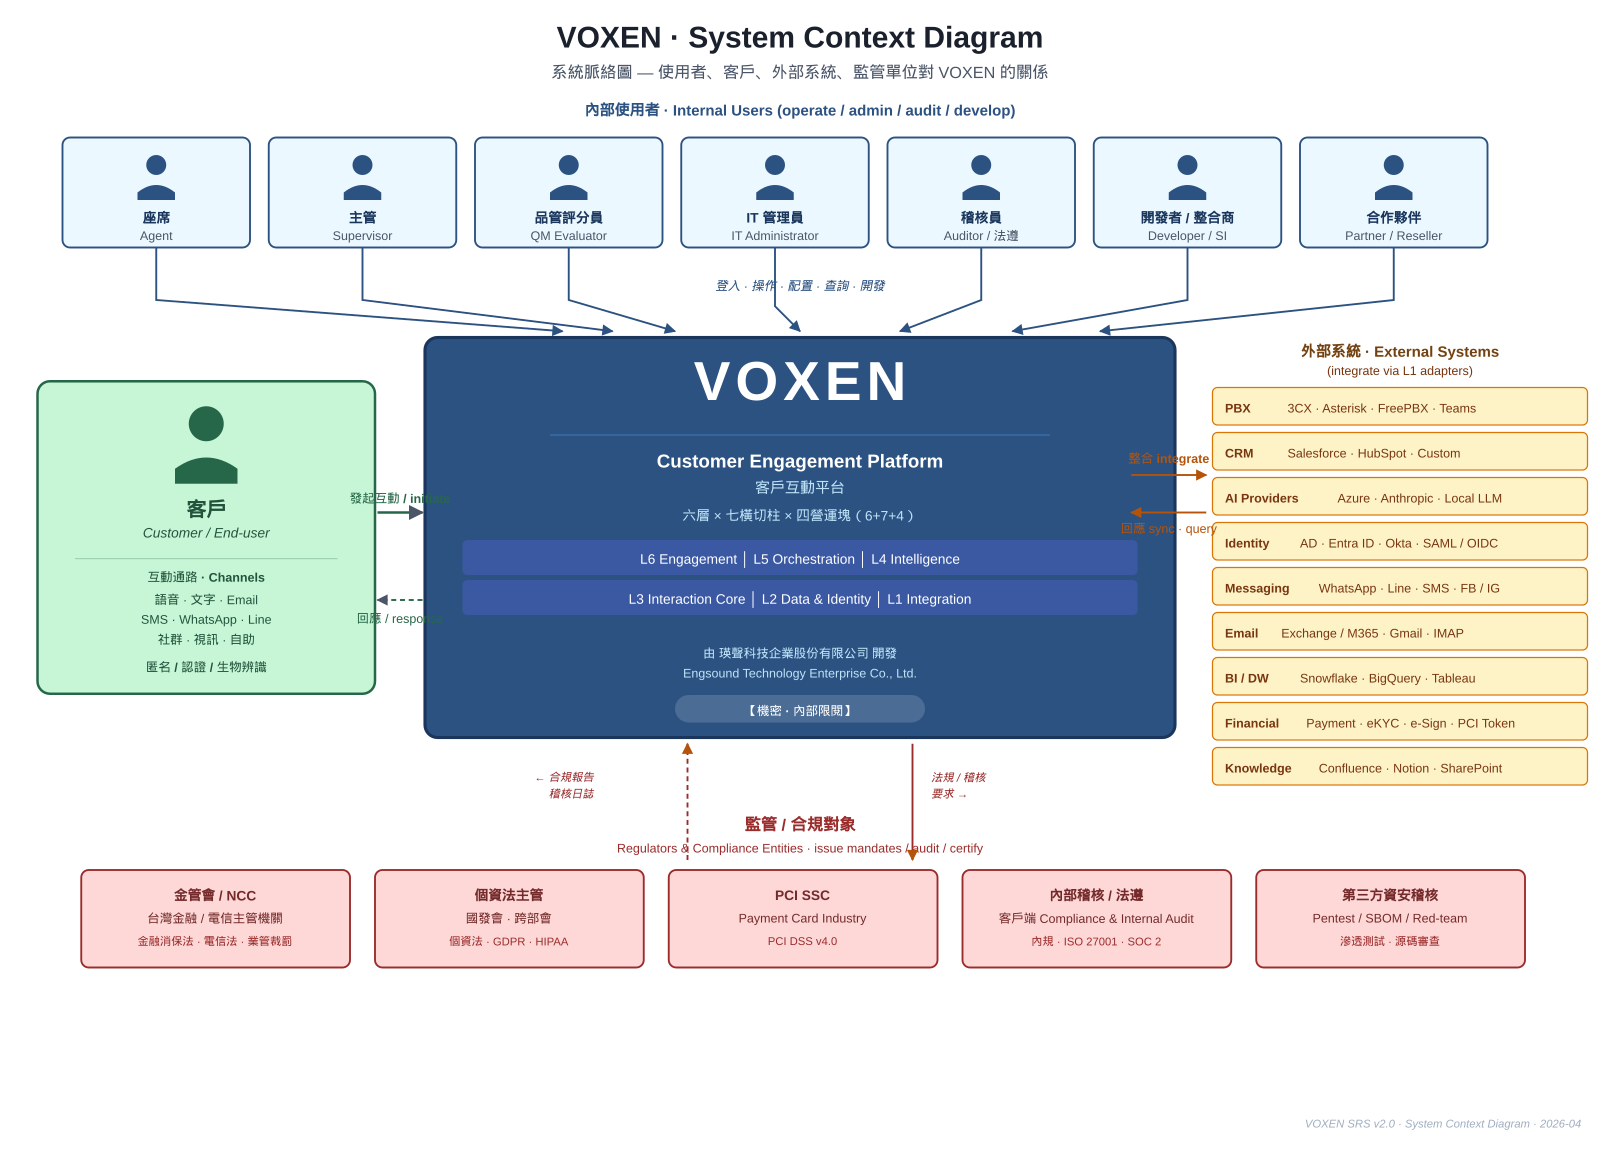 VOXEN · System Context Diagram
系統脈絡圖 — 使用者、客戶、外部系統、監管單位對 VOXEN 的關係
內部使用者 · Internal Users (operate / admin / audit / develop)
座席
Agent
主管
Supervisor
品管評分員
QM Evaluator
IT 管理員
IT Administrator
稽核員
Auditor / 法遵
開發者 / 整合商
Developer / SI
合作夥伴
Partner / Reseller
登入 · 操作 · 配置 · 查詢 · 開發
客戶
Customer / End-user
互動通路 · Channels
語音 · 文字 · Email
SMS · WhatsApp · Line
社群 · 視訊 · 自助
匿名 / 認證 / 生物辨識
發起互動 / initiate
回應 / response
VOXEN
Customer Engagement Platform
客戶互動平台
六層 × 七橫切柱 × 四營運塊（6+7+4）
L6 Engagement │ L5 Orchestration │ L4 Intelligence
L3 Interaction Core │ L2 Data & Identity │ L1 Integration
由 瑛聲科技企業股份有限公司 開發
Engsound Technology Enterprise Co., Ltd.
【機密 · 內部限閱】
整合 integrate
回應 sync · query
外部系統 · External Systems
(integrate via L1 adapters)
PBX 3CX · Asterisk · FreePBX · Teams
CRM Salesforce · HubSpot · Custom
AI Providers Azure · Anthropic · Local LLM
Identity AD · Entra ID · Okta · SAML / OIDC
Messaging WhatsApp · Line · SMS · FB / IG
Email Exchange / M365 · Gmail · IMAP
BI / DW Snowflake · BigQuery · Tableau
Financial Payment · eKYC · e-Sign · PCI Token
Knowledge Confluence · Notion · SharePoint
← 合規報告
稽核日誌
法規 / 稽核
要求 →
監管 / 合規對象
Regulators & Compliance Entities · issue mandates / audit / certify
金管會 / NCC
台灣金融 / 電信主管機關
金融消保法 · 電信法 · 業管裁罰
個資法主管
國發會 · 跨部會
個資法 · GDPR · HIPAA
PCI SSC
Payment Card Industry
PCI DSS v4.0
內部稽核 / 法遵
客戶端 Compliance & Internal Audit
內規 · ISO 27001 · SOC 2
第三方資安稽核
Pentest / SBOM / Red-team
滲透測試 · 源碼審查
VOXEN SRS v2.0 · System Context Diagram · 2026-04